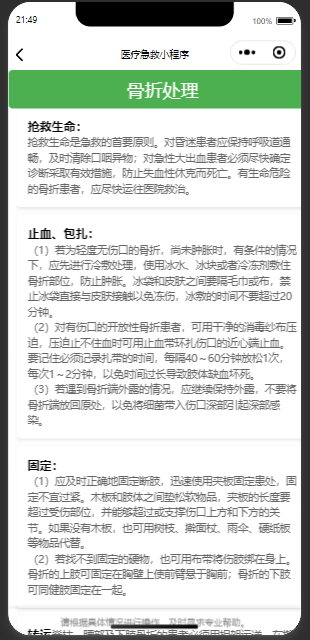 21:49
100%
医疗急救小程序
骨折处理
抢救生命：
抢救生命是急救的首要原则。对昏迷患者应保持呼吸道通
畅，及时清除口咽异物；对急性大出血患者必须尽快确定
诊断采取有效措施，防止失血性休克而死亡。有生命危险
的骨折患者，应尽快运往医院救治。
止血、包扎：
（1）若为轻度无伤口的骨折，尚未肿胀时，有条件的情况
下，应先进行冷敷处理，使用冰水、冰块或者冷冻剂敷住
骨折部位，防止肿胀。冰袋和皮肤之间要隔毛巾或布，禁
止冰袋直接与皮肤接触以免冻伤，冰敷的时间不要超过20
分钟。
（2）对有伤口的开放性骨折患者，可用干净的消毒纱布压
迫，压迫止不住血时可用止血带环扎伤口的近心端止血。
要记住必须记录扎带的时间，每隔40～60分钟放松1次，
每次1～2分钟，以免时间过长导致肢体缺血坏死。
（3）若遇到骨折端外露的情况，应继续保持外露，不要将
骨折端放回原处，以免将细菌带入伤口深部引起深部感
染。
固定：
（1）应及时正确地固定断肢，迅速使用夹板固定患处，固
定不宜过紧。木板和肢体之间垫松软物品，夹板的长度要
超过受伤部位，并能够超过或支撑伤口上方和下方的关
节。如果没有木板，也可用树枝、擀面杖、雨伞、硬纸板
等物品代替。
（2）若找不到固定的硬物，也可用布带将伤肢绑在身上。
骨折的上肢可固定在胸壁上使前臂悬于胸前；骨折的下肢
可同健肢固定在一起。
请根据具体情况进行操作，及时寻求专业帮助。